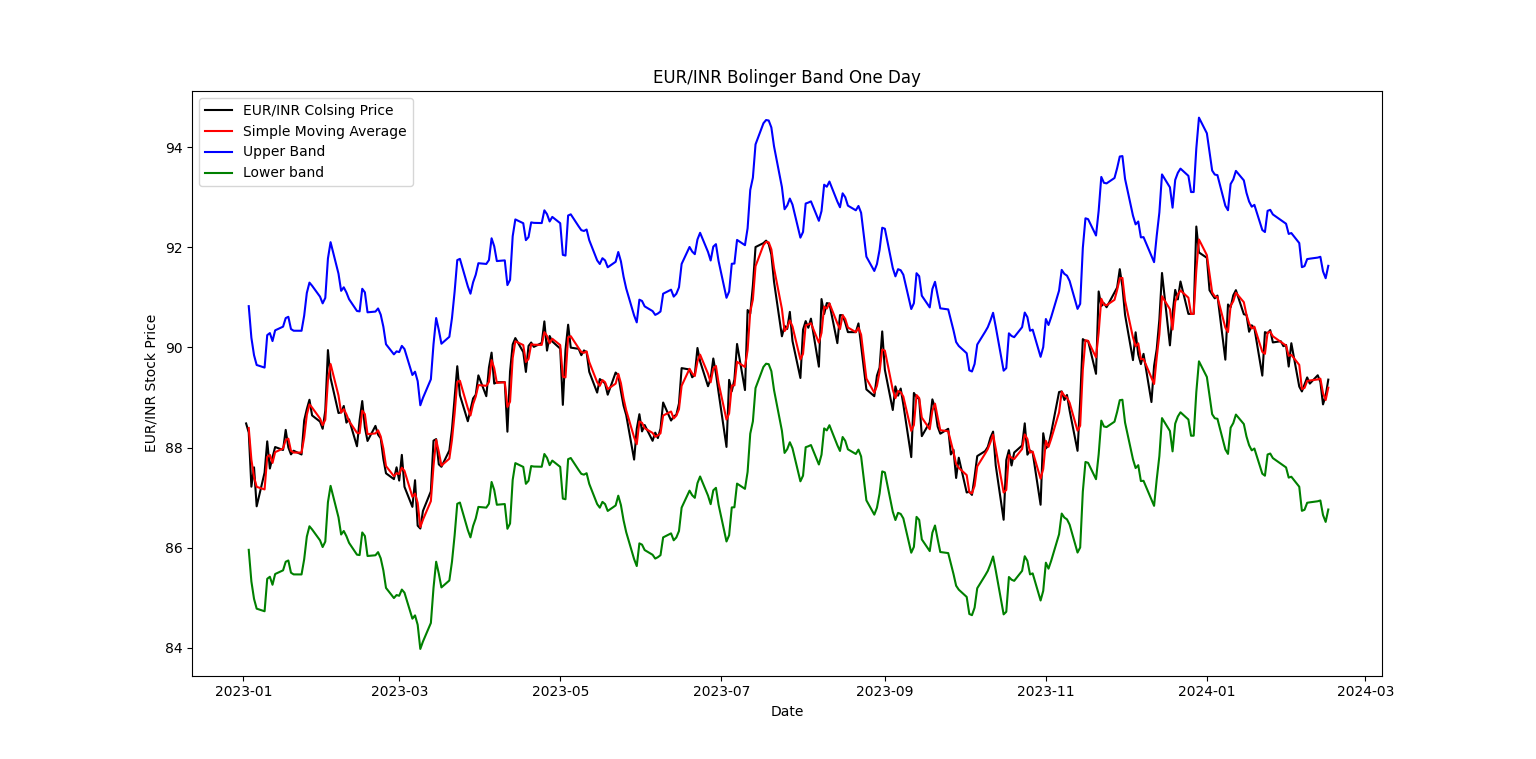 EUR/INR Bolinger Band One Day
EUR/INR Colsing Price
Simple Moving Average
Upper Band
Lower band
EUR/INR Stock Price
94
92
90
88
86
84
2023-01 2023-03 2023-05 2023-07 2023-09 2023-11 2024-01 2024-03
Date